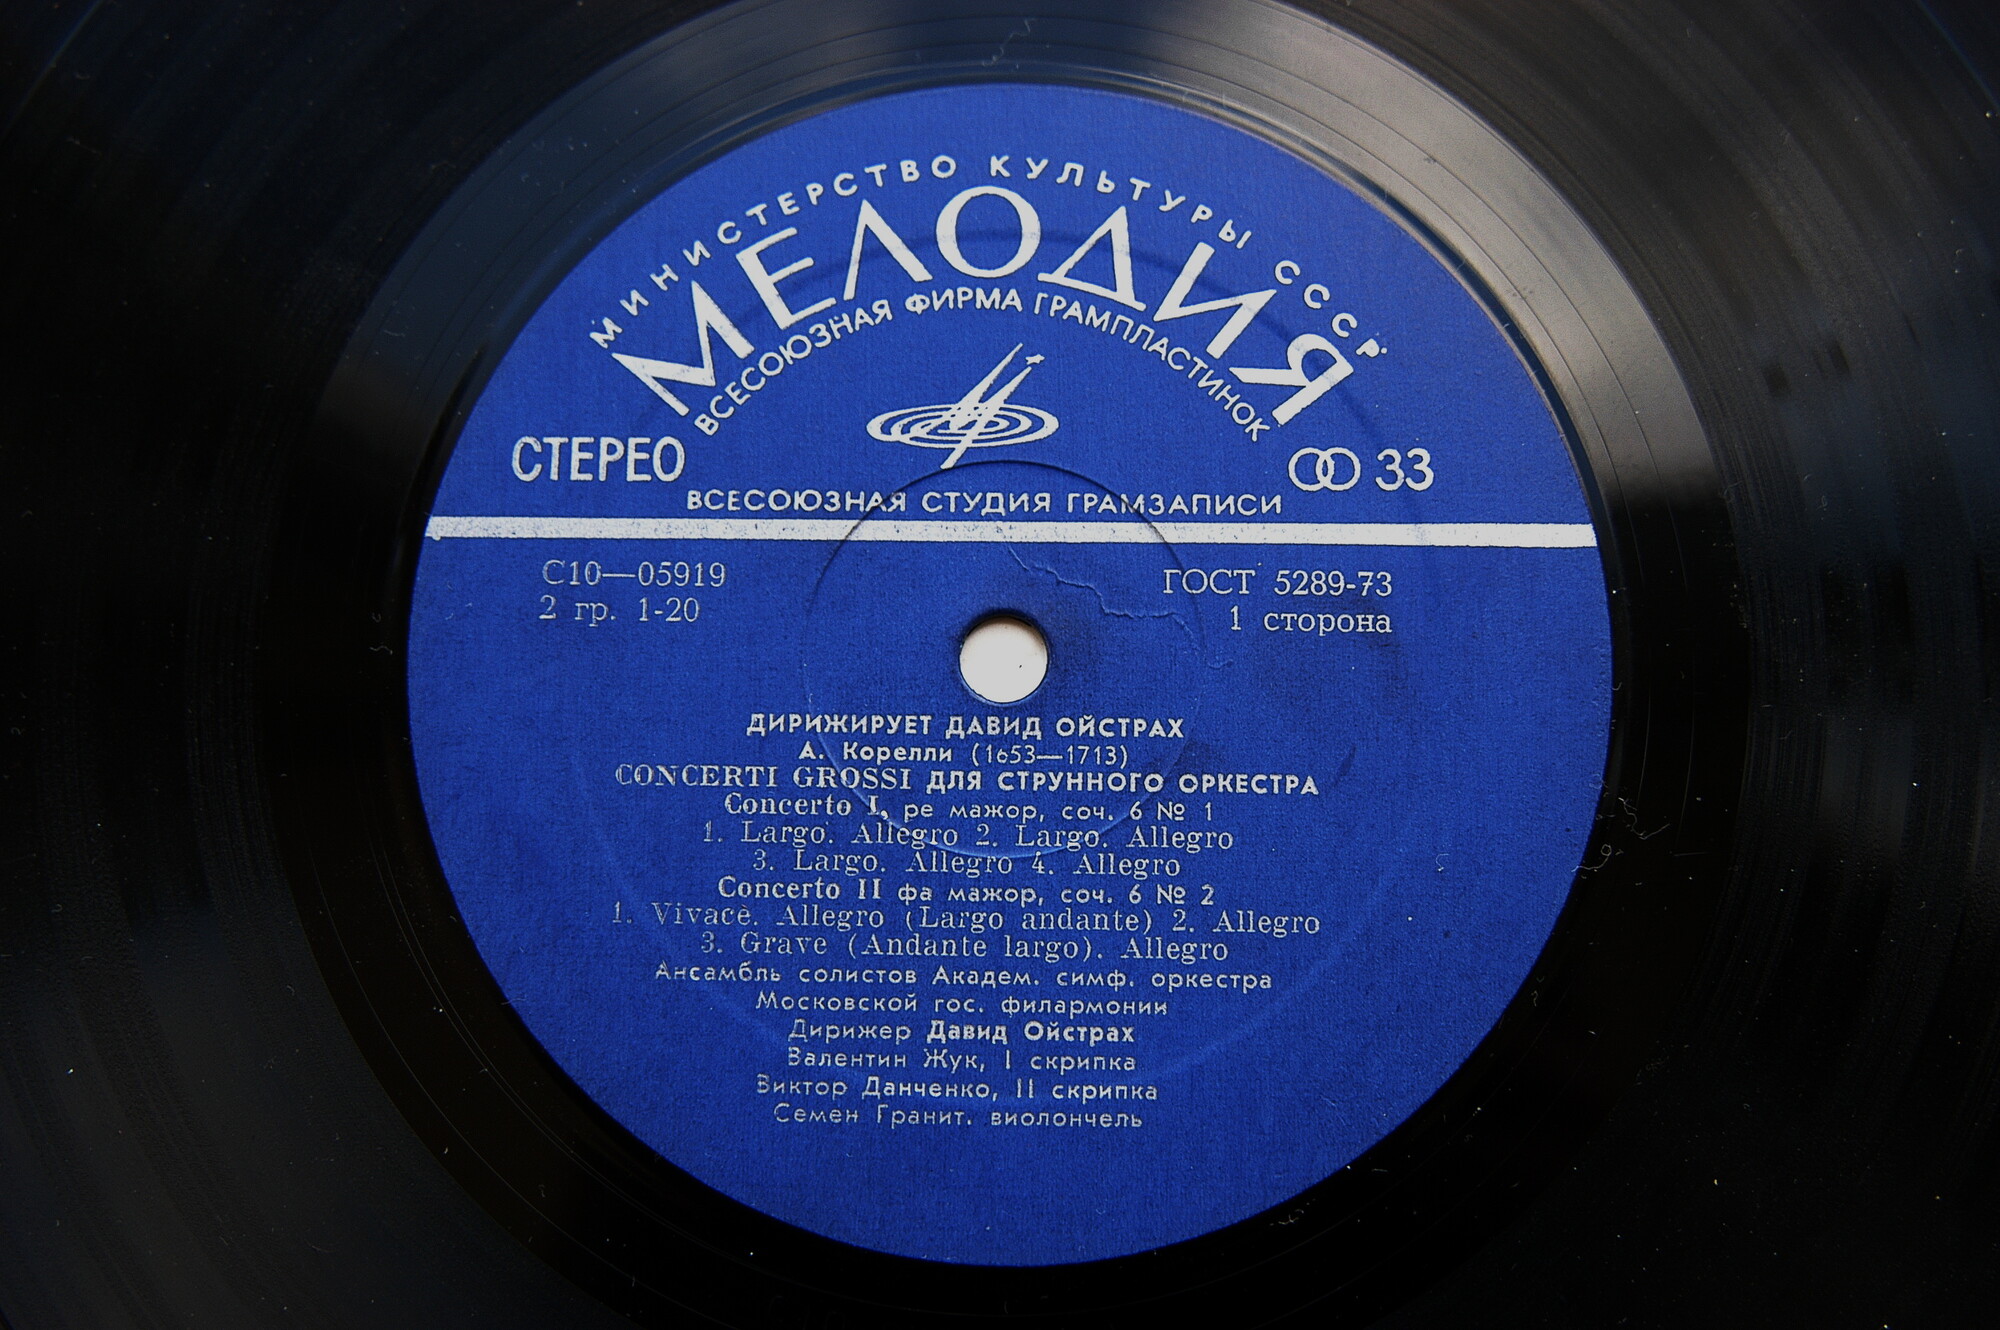 МИНИСТЕРСТВО КУЛЬТУРЫ СССР
МЕЛОДИЯ
ВСЕСОЮЗНАЯ ФИРМА ГРАМПЛАСТИНОК
СТЕРЕО
33
ВСЕСОЮЗНАЯ СТУДИЯ ГРАМЗАПИСИ
С10—05919
ГОСТ 5289-73
2 гр. 1-20
1 сторона
ДИРИЖИРУЕТ ДАВИД ОЙСТРАХ
А. Корелли (1653—1713)
CONCERTI GROSSI ДЛЯ СТРУННОГО ОРКЕСТРА
Concerto I, ре мажор, соч. 6 № 1
1. Largo. Allegro 2. Largo. Allegro
3. Largo. Allegro 4. Allegro
Concerto II фа мажор, соч. 6 № 2
1. Vivace. Allegro (Largo andante) 2. Allegro
3. Grave (Andante largo). Allegro
Ансамбль солистов Академ. симф. оркестра
Московской гос. филармонии
Дирижер Давид Ойстрах
Валентин Жук, I скрипка
Виктор Данченко, II скрипка
Семен Гранит. виолончель